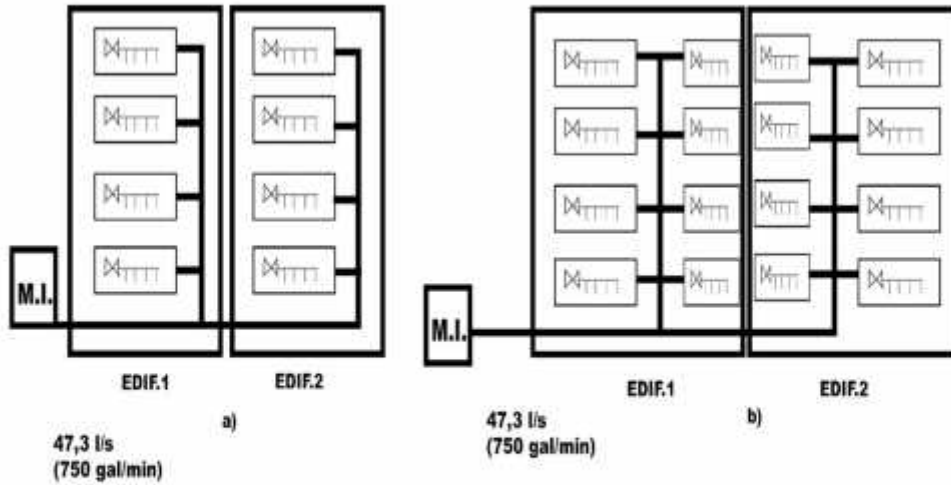 M.I.
EDIF.1
EDIF.2
a)
47,3 l/s
(750 gal/min)
M.I.
EDIF.1
EDIF.2
b)
47,3 l/s
(750 gal/min)